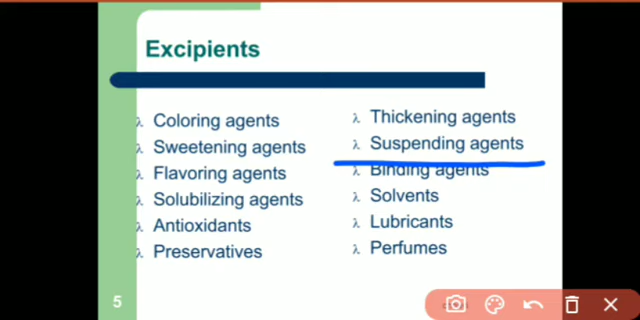 Excipients
λ Coloring agents
λ Sweetening agents
λ Flavoring agents
λ Solubilizing agents
λ Antioxidants
λ Preservatives
λ Thickening agents
λ Suspending agents
λ Binding agents
λ Solvents
λ Lubricants
λ Perfumes
5